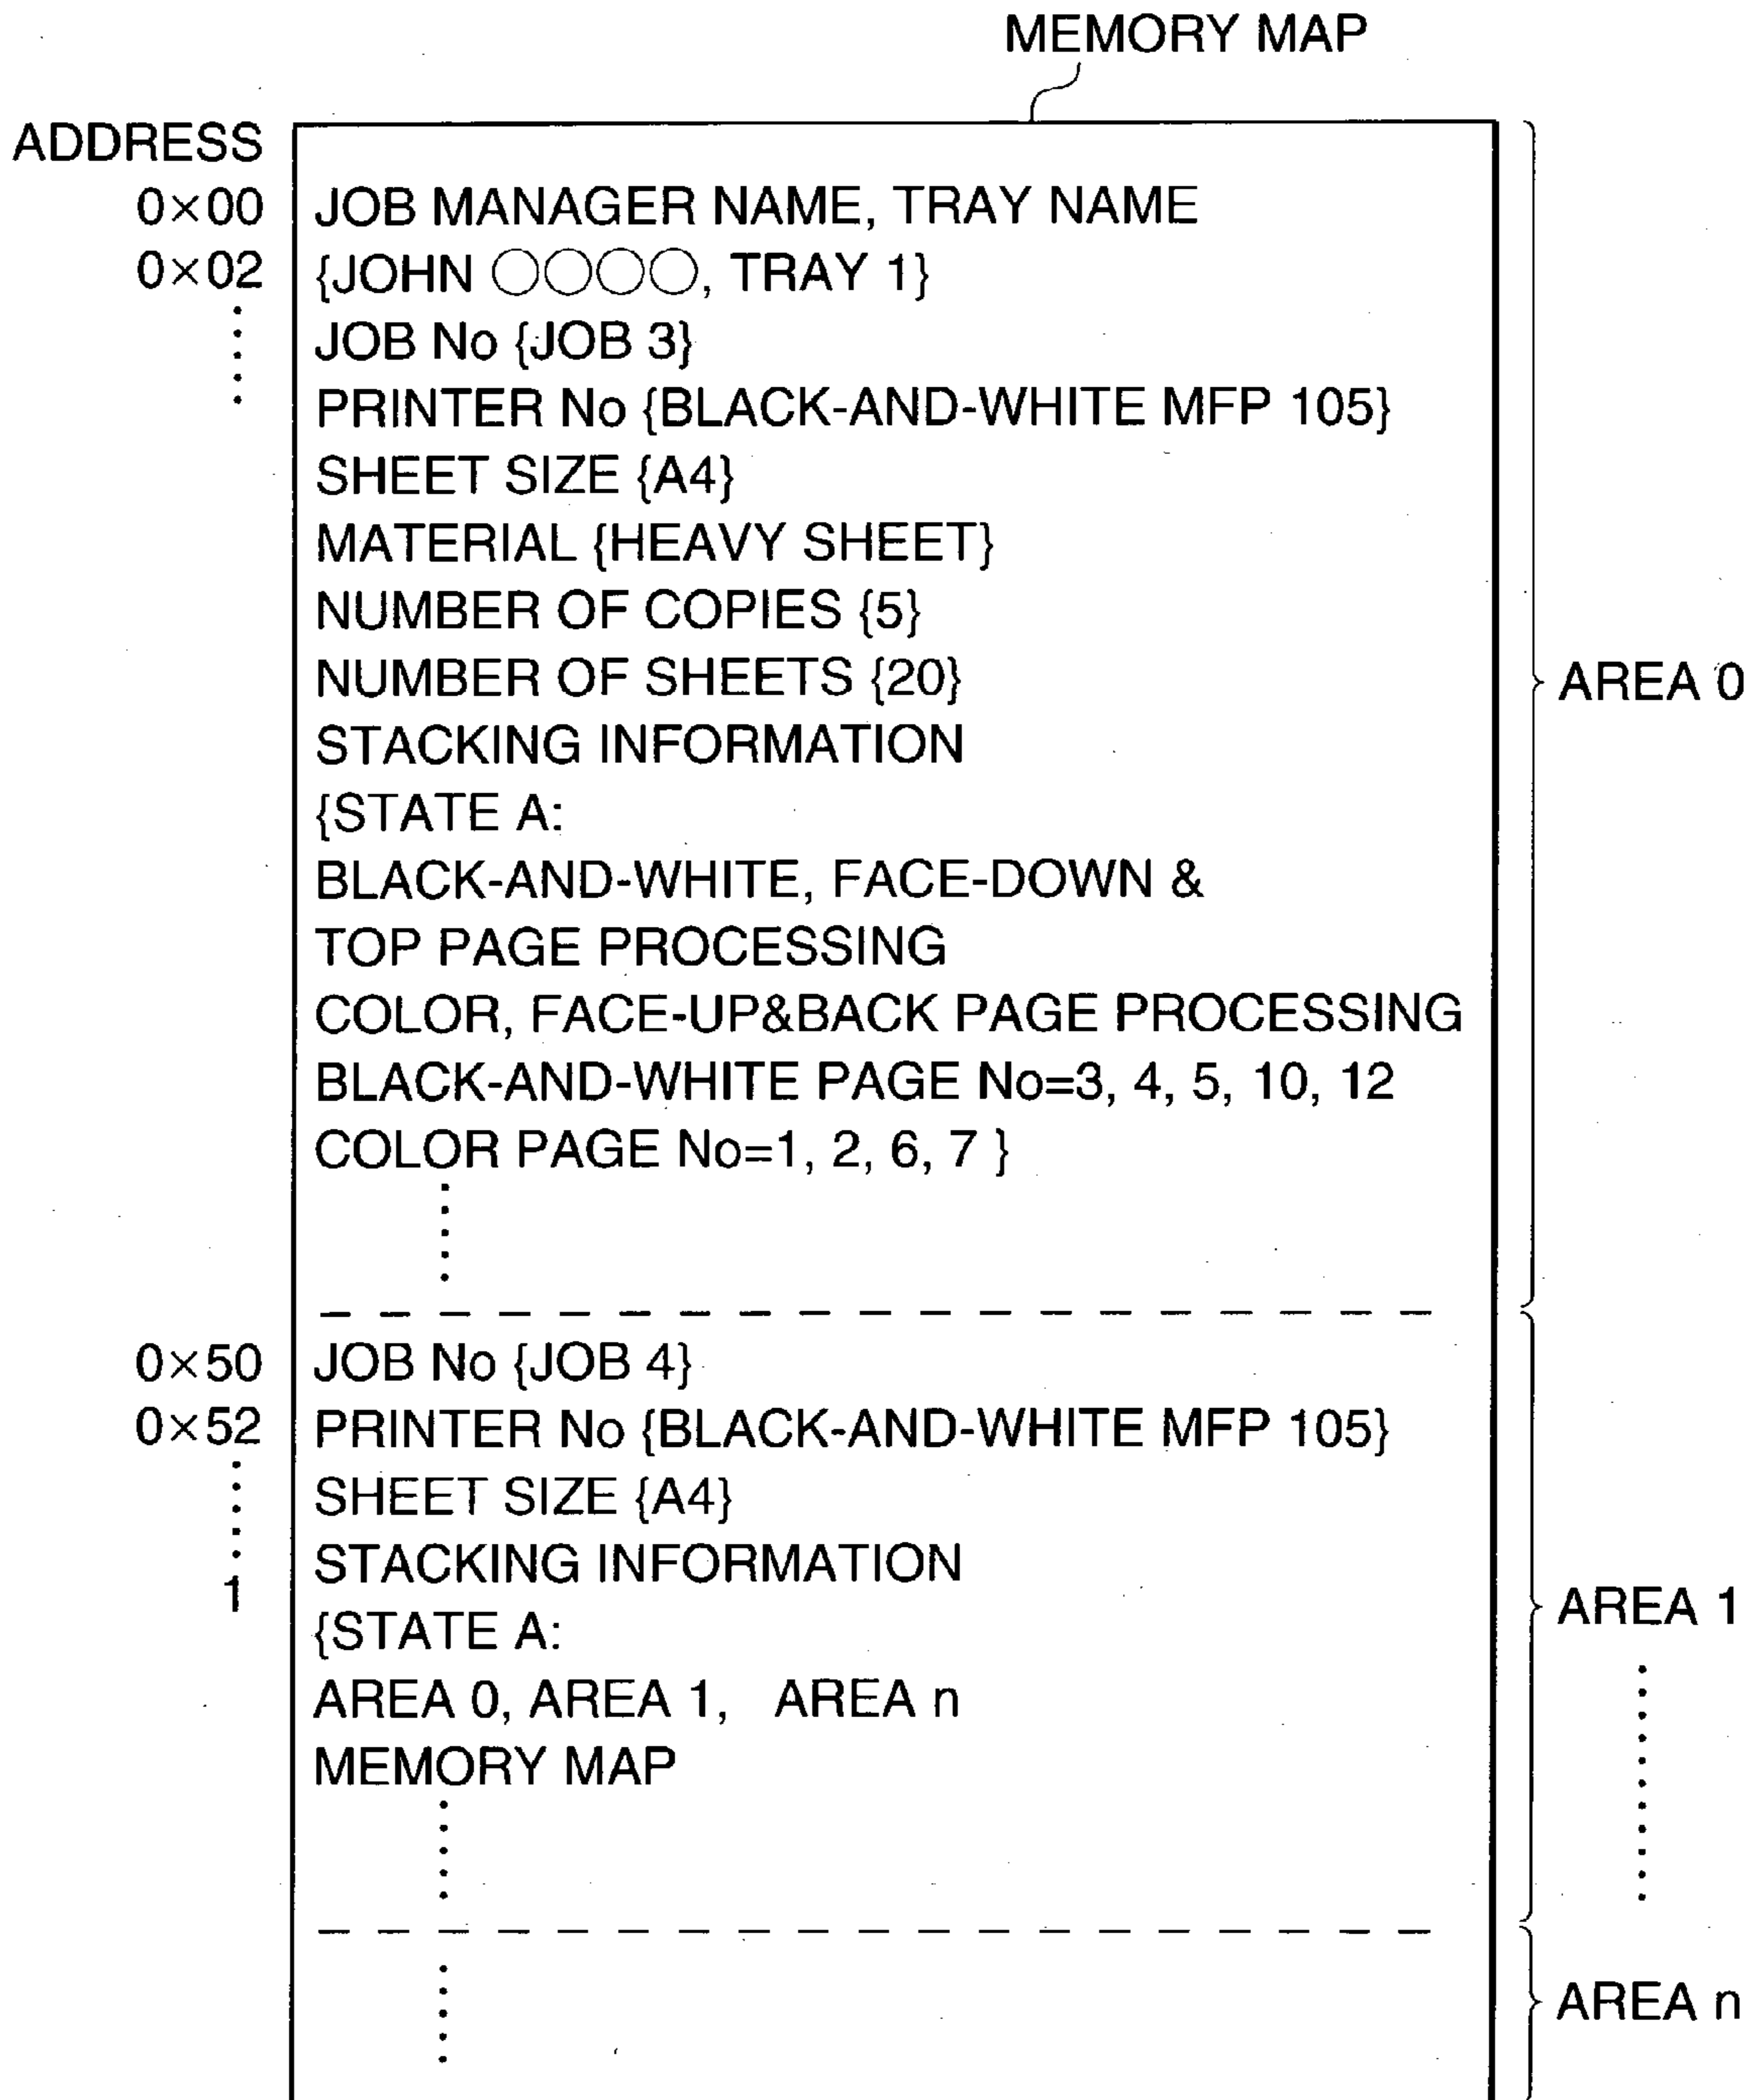 MEMORY MAP
ADDRESS
0×00 JOB MANAGER NAME, TRAY NAME
0×02 {JOHN ○○○○, TRAY 1}
JOB No {JOB 3}
PRINTER No {BLACK-AND-WHITE MFP 105}
SHEET SIZE {A4}
MATERIAL {HEAVY SHEET}
NUMBER OF COPIES {5}
NUMBER OF SHEETS {20}
AREA 0
STACKING INFORMATION
{STATE A:
BLACK-AND-WHITE, FACE-DOWN &
TOP PAGE PROCESSING
COLOR, FACE-UP&BACK PAGE PROCESSING
BLACK-AND-WHITE PAGE No=3, 4, 5, 10, 12
COLOR PAGE No=1, 2, 6, 7 }
0×50 JOB No {JOB 4}
0×52 PRINTER No {BLACK-AND-WHITE MFP 105}
SHEET SIZE {A4}
STACKING INFORMATION
1
{STATE A:
AREA 1
AREA 0, AREA 1, AREA n
MEMORY MAP
AREA n